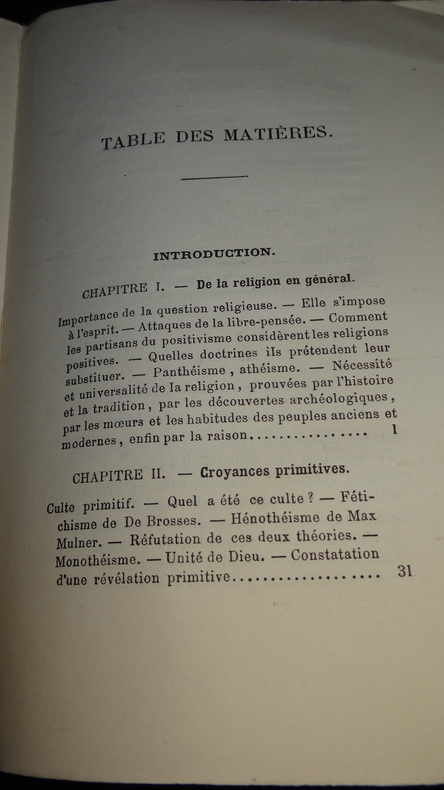 TABLE DES MATIÈRES.
INTRODUCTION.
CHAPITRE I. — De la religion en général.
Importance de la question religieuse. — Elle s'impose
à l'esprit. — Attaques de la libre-pensée. — Comment
les partisans du positivisme considèrent les religions
positives. — Quelles doctrines ils prétendent leur
substituer. — Panthéisme, athéisme. — Nécessité
et universalité de la religion, prouvées par l'histoire
et la tradition, par les découvertes archéologiques,
par les mœurs et les habitudes des peuples anciens et
modernes, enfin par la raison................ 1
CHAPITRE II. — Croyances primitives.
Culte primitif. — Quel a été ce culte? — Féti-
chisme de De Brosses. — Hénothéisme de Max
Mulner. — Réfutation de ces deux théories. —
Monothéisme. — Unité de Dieu. — Constatation
d'une révélation primitive.................. 31